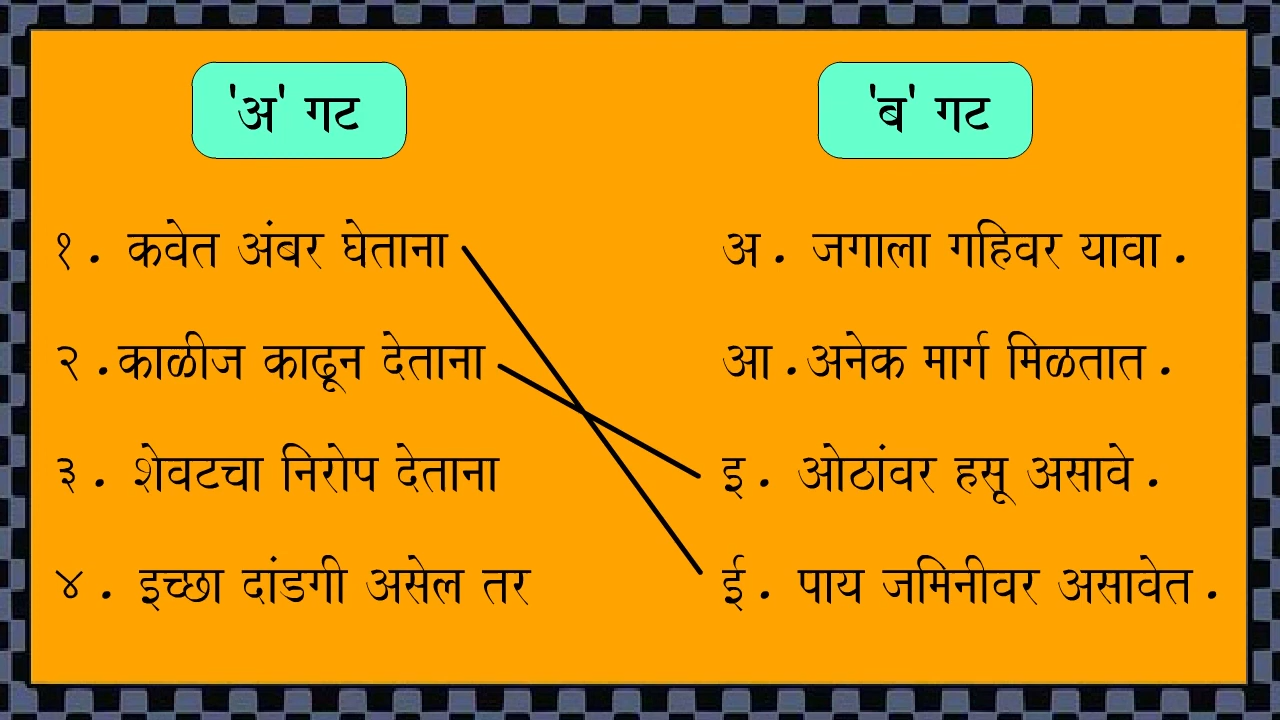 'अ' गट
'ब' गट
१. कवेत अंबर घेताना
अ. जगाला गहिवर यावा.
२.काळीज काढून देताना
आ.अनेक मार्ग मिळतात.
३. शेवटचा निरोप देताना
इ. ओठांवर हसू असावे.
४. इच्छा दांडगी असेल तर
ई. पाय जमिनीवर असावेत.